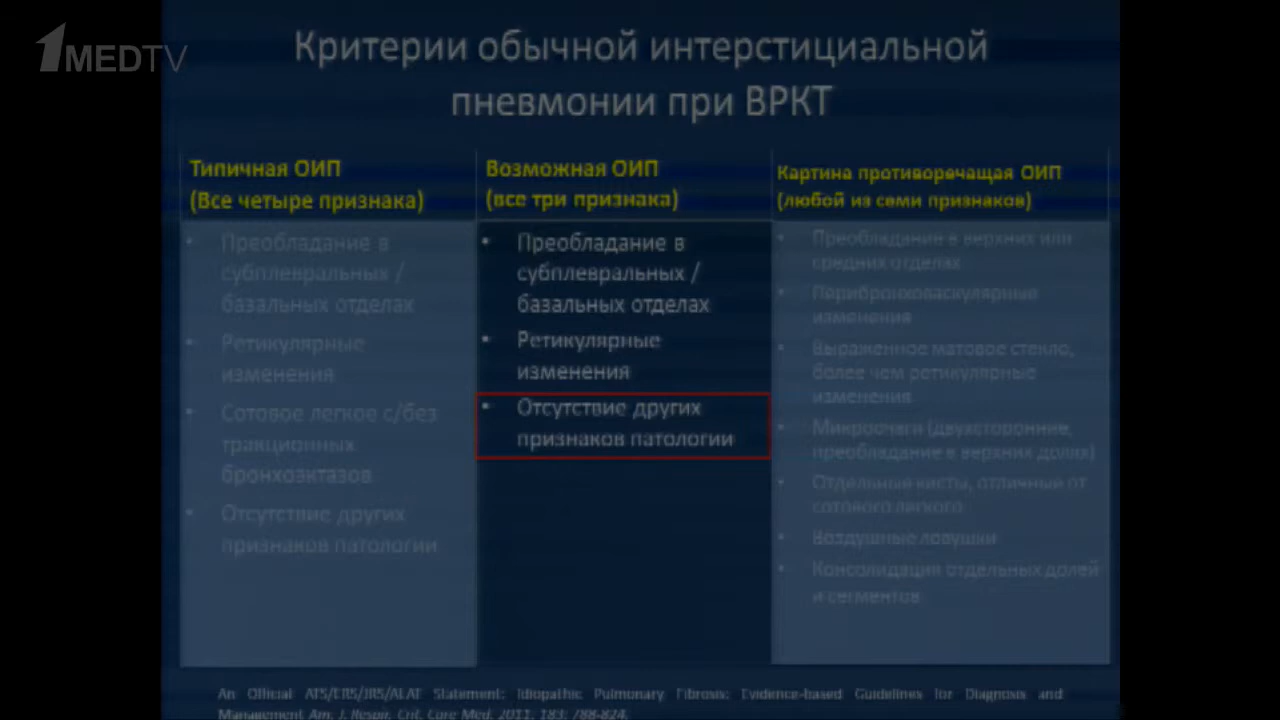 1MEDTV
Критерии обычной интерстициальной
пневмонии при ВРКТ
Типичная ОИП
(Все четыре признака)
• Преобладание в
субплевральных /
базальных отделах
• Ретикулярные
изменения
• Сотовое легкое с/без
тракционных
бронхоэктазов
• Отсутствие других
признаков патологии
Возможная ОИП
(все три признака)
• Преобладание в
субплевральных /
базальных отделах
• Ретикулярные
изменения
• Отсутствие других
признаков патологии
Картина противоречащая ОИП
(любой из семи признаков)
• Преобладание в верхних или
средних отделах
• Перибронховаскулярные
изменения
• Выраженное матовое стекло,
более чем ретикулярные
изменения
• Микроочаги (двухсторонние,
преобладание в верхних долях)
• Отдельные кисты, отличные от
сотового легкого
• Воздушные ловушки
• Консолидация отдельных долей
и сегментов
An Official ATS/ERS/JRS/ALAT Statement: Idiopathic Pulmonary Fibrosis: Evidence-based Guidelines for Diagnosis and
Management Am. J. Respir. Crit. Care Med. 2011; 183: 788-824.